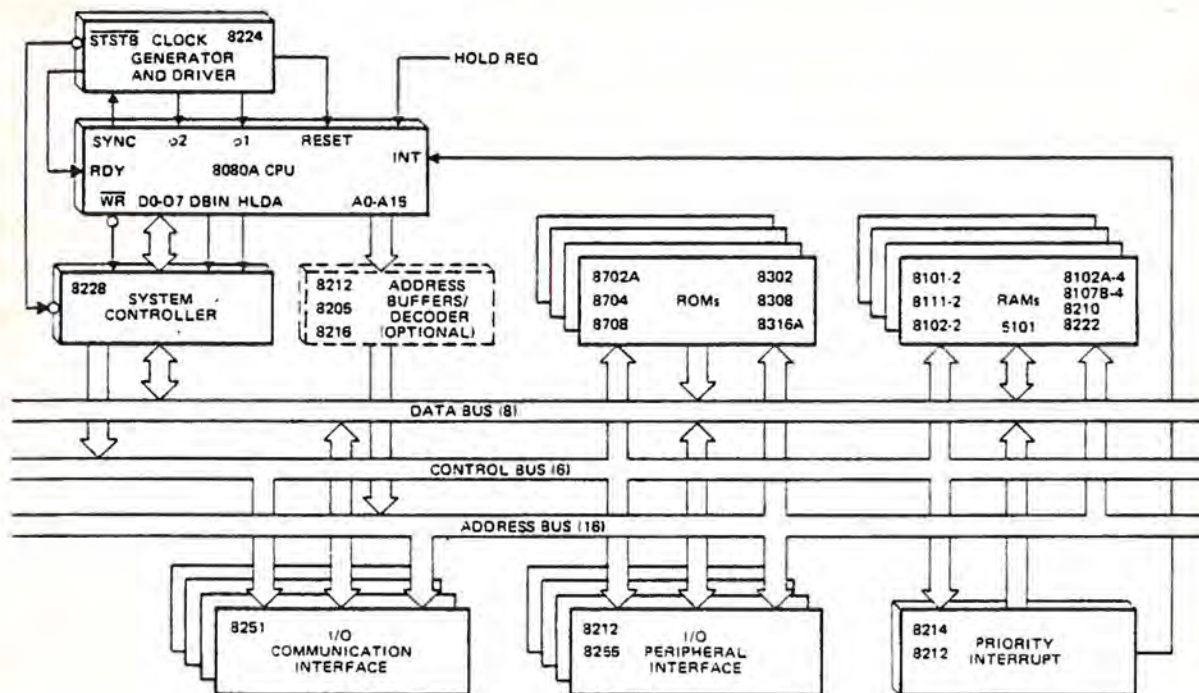 STSTB CLOCK 8224
GENERATOR
AND DRIVER
HOLD REQ
SYNC φ2 φ1 RESET
INT
RDY 8080A CPU
WR D0-D7 DBIN HLDA A0-A15
8228
SYSTEM
CONTROLLER
8212 ADDRESS
8205 BUFFERS/
DECODER
8216 (OPTIONAL)
8702A 8302
8704 ROMs 8308
8708 8316A
8101-2 8102A-4
8107B-4
8111-2 RAMs 8210
8102-2 5101 8222
DATA BUS (8)
CONTROL BUS (6)
ADDRESS BUS (16)
8251 I/O
COMMUNICATION
INTERFACE
8212 I/O
8255 PERIPHERAL
INTERFACE
8214 PRIORITY
8212 INTERRUPT